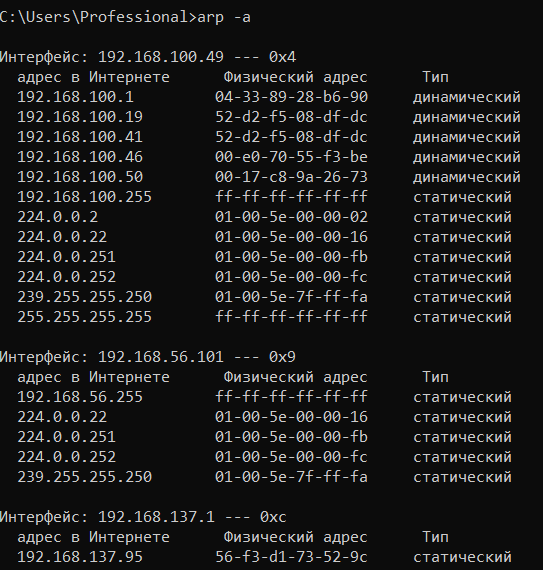 C:\Users\Professional>arp -a
Интерфейс: 192.168.100.49 --- 0x4
адрес в Интернете Физический адрес Тип
192.168.100.1 04-33-89-28-b6-90 динамический
192.168.100.19 52-d2-f5-08-df-dc динамический
192.168.100.41 52-d2-f5-08-df-dc динамический
192.168.100.46 00-e0-70-55-f3-be динамический
192.168.100.50 00-17-c8-9a-26-73 динамический
192.168.100.255 ff-ff-ff-ff-ff-ff статический
224.0.0.2 01-00-5e-00-00-02 статический
224.0.0.22 01-00-5e-00-00-16 статический
224.0.0.251 01-00-5e-00-00-fb статический
224.0.0.252 01-00-5e-00-00-fc статический
239.255.255.250 01-00-5e-7f-ff-fa статический
255.255.255.255 ff-ff-ff-ff-ff-ff статический
Интерфейс: 192.168.56.101 --- 0x9
адрес в Интернете Физический адрес Тип
192.168.56.255 ff-ff-ff-ff-ff-ff статический
224.0.0.22 01-00-5e-00-00-16 статический
224.0.0.251 01-00-5e-00-00-fb статический
224.0.0.252 01-00-5e-00-00-fc статический
239.255.255.250 01-00-5e-7f-ff-fa статический
Интерфейс: 192.168.137.1 --- 0xc
адрес в Интернете Физический адрес Тип
192.168.137.95 56-f3-d1-73-52-9c статический